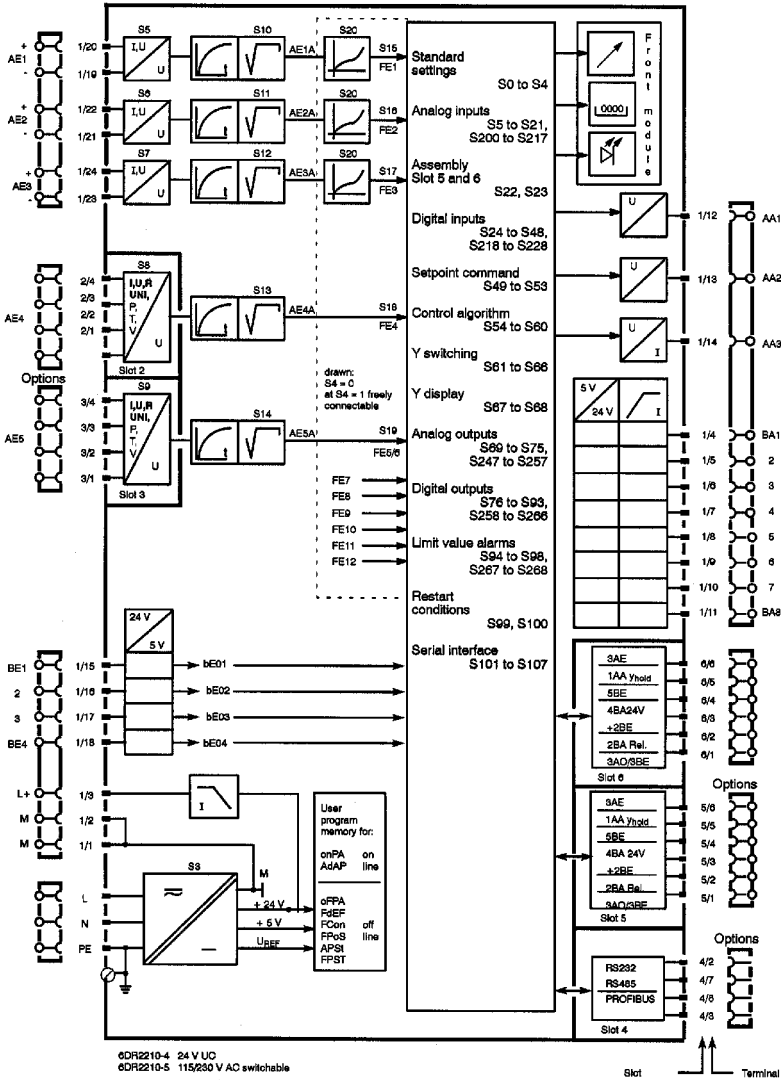 S5
S10
S20
+
1/20
I,U
U
AE1A
S15
FE1
AE1
-
1/19
S6
S11
S20
+
1/22
I,U
U
AE2A
S16
FE2
AE2
-
1/21
S7
S12
S20
+
1/24
I,U
U
AE3A
S17
FE3
AE3
-
1/23
S8
S13
2/4
2/3
2/2
2/1
AE4
I,U,R
UNI,
P,
T,
V
U
AE4A
S18
FE4
Slot 2
Options
S9
S14
3/4
3/3
3/2
3/1
AE5
I,U,R
UNI,
P,
T,
V
U
AE5A
S19
FE5/6
Slot 3
drawn:
S4 = 0
at S4 = 1 freely
connectable
FE7
FE8
FE9
FE10
FE11
FE12
Standard
settings
S0 to S4
Analog inputs
S5 to S21,
S200 to S217
Assembly
Slot 5 and 6
S22, S23
Digital inputs
S24 to S48,
S218 to S228
Setpoint command
S49 to S53
Control algorithm
S54 to S60
Y switching
S61 to S66
Y display
S67 to S68
Analog outputs
S69 to S75,
S247 to S257
Digital outputs
S76 to S93,
S258 to S266
Limit value alarms
S94 to S98,
S267 to S268
Restart
conditions
S99, S100
Serial interface
S101 to S107
Front module
0000
U
1/12
AA1
U
1/13
AA2
U
I
1/14
AA3
5 V
24 V
I
1/4
BA1
1/5
2
1/6
3
1/7
4
1/8
5
1/9
6
1/10
7
1/11
BA8
24 V
5 V
BE1
1/15
bE01
2
1/16
bE02
3
1/17
bE03
BE4
1/18
bE04
L+
1/3
I
M
1/2
M
1/1
S3
M
L
N
PE
+ 24 V
+ 5 V
UREF
User
program
memory for:
onPA on
AdAP line
oFPA
FdEF
FCon off
FPoS line
APSt
FPST
3AE
1AA yhold
5BE
4BA24V
+2BE
2BA Rel.
3AO/3BE
Slot 6
6/6
6/5
6/4
6/3
6/2
6/1
Options
3AE
1AA yhold
5BE
4BA 24V
+2BE
2BA Rel.
3AO/3BE
Slot 5
5/6
5/5
5/4
5/3
5/2
5/1
Options
RS232
RS485
PROFIBUS
Slot 4
4/2
4/7
4/8
4/3
6DR2210-4 24 V UC
6DR2210-5 115/230 V AC switchable
Slot
Terminal